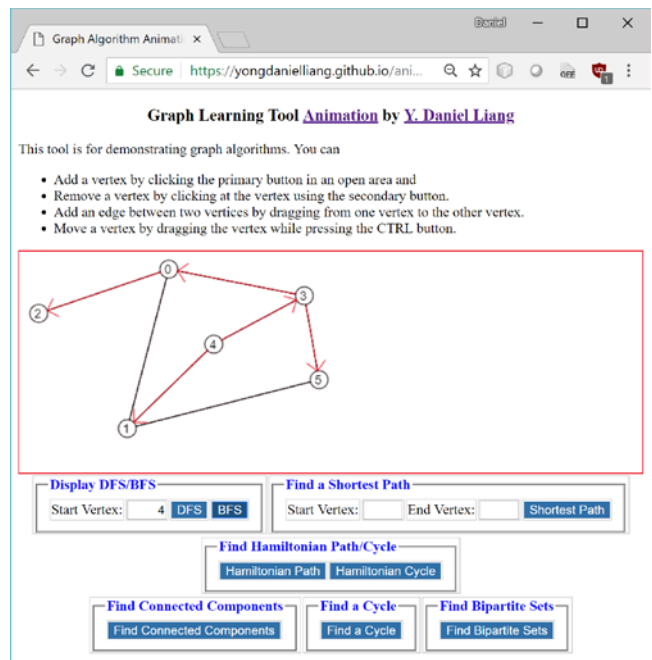 Daniel
Graph Algorithm Animati
Secure https://yongdanielliang.github.io/ani...
OFF
1
Graph Learning Tool Animation by Y. Daniel Liang
This tool is for demonstrating graph algorithms. You can
• Add a vertex by clicking the primary button in an open area and
• Remove a vertex by clicking at the vertex using the secondary button.
• Add an edge between two vertices by dragging from one vertex to the other vertex.
• Move a vertex by dragging the vertex while pressing the CTRL button.
0
3
2
4
5
1
Display DFS/BFS
Start Vertex: 4 DFS BFS
Find a Shortest Path
Start Vertex: End Vertex: Shortest Path
Find Hamiltonian Path/Cycle
Hamiltonian Path Hamiltonian Cycle
Find Connected Components
Find Connected Components
Find a Cycle
Find a Cycle
Find Bipartite Sets
Find Bipartite Sets